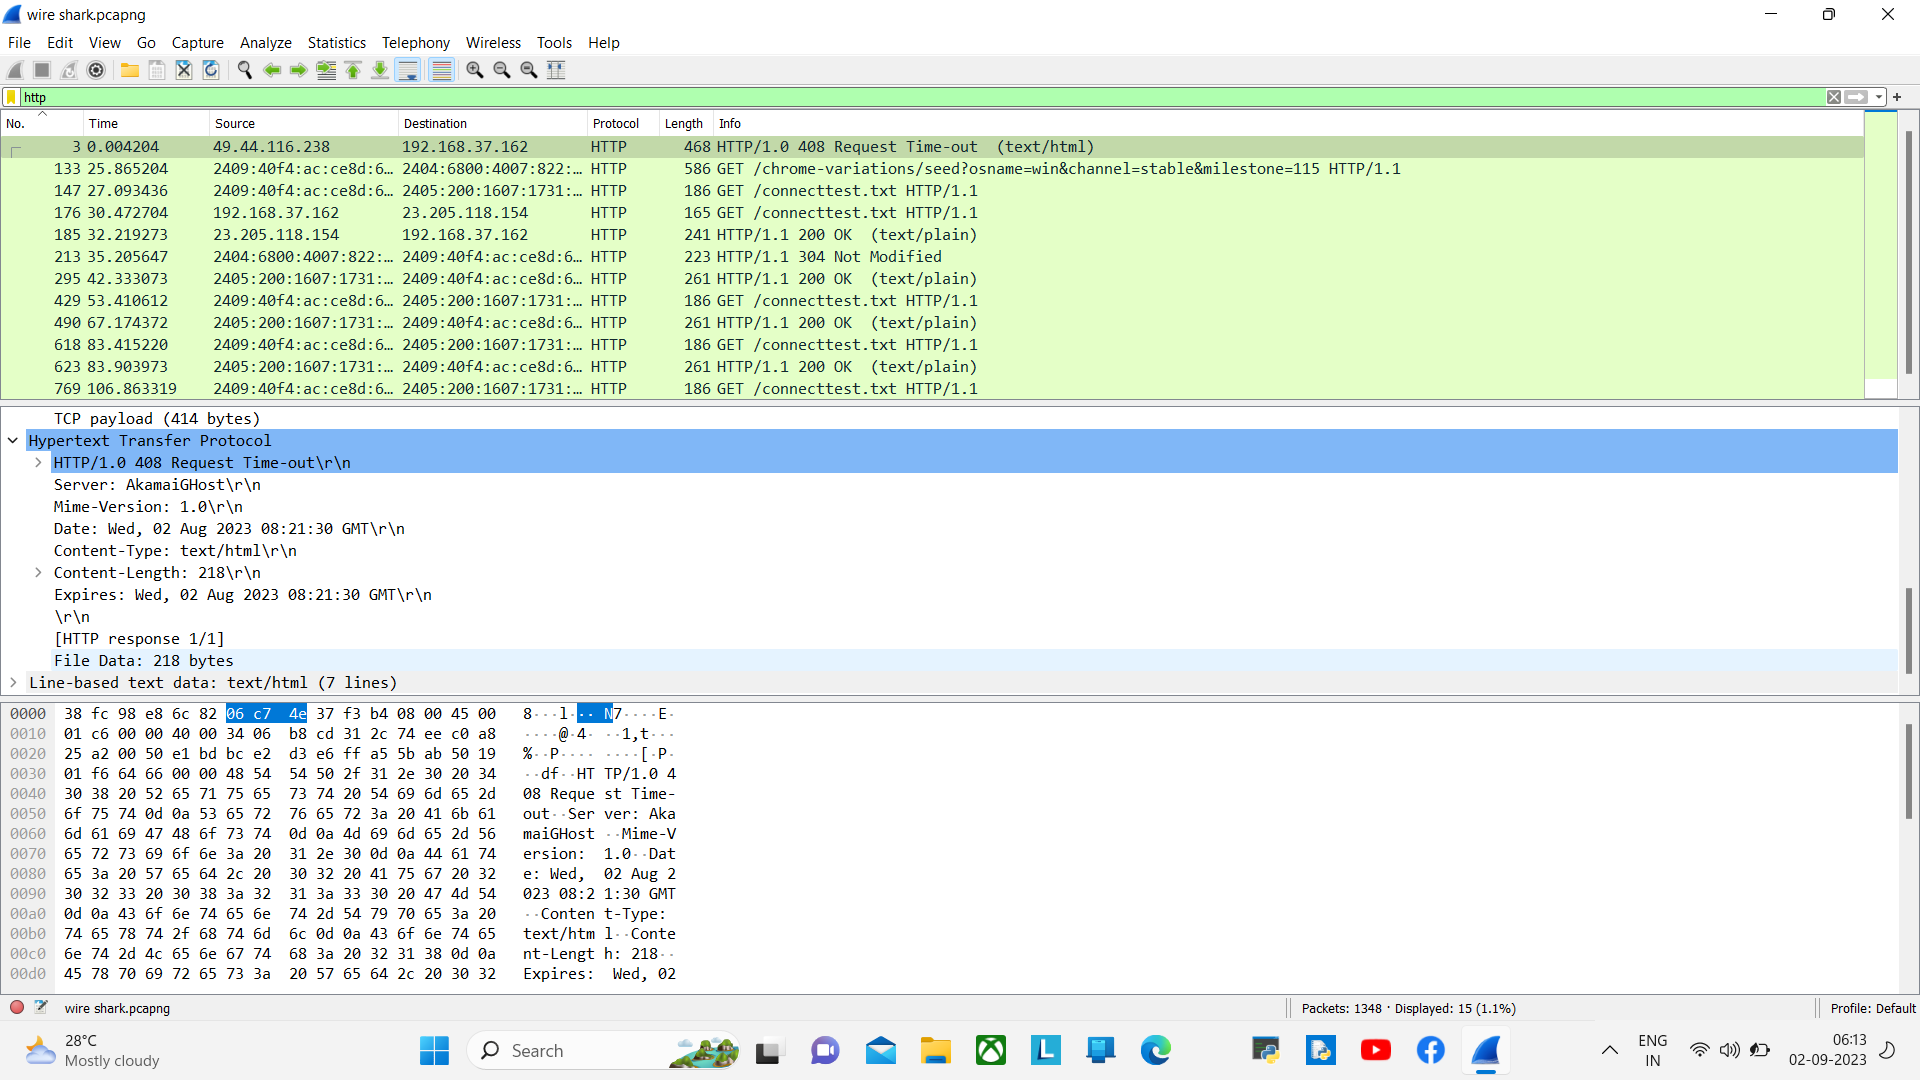 wire shark.pcapng
File Edit View Go Capture Analyze Statistics Telephony Wireless Tools Help
http
No. Time Source Destination Protocol Length Info
3 0.004204 49.44.116.238 192.168.37.162 HTTP 468 HTTP/1.0 408 Request Time-out (text/html)
133 25.865204 2409:40f4:ac:ce8d:6… 2404:6800:4007:822:… HTTP 586 GET /chrome-variations/seed?osname=win&channel=stable&milestone=115 HTTP/1.1
147 27.093436 2409:40f4:ac:ce8d:6… 2405:200:1607:1731:… HTTP 186 GET /connecttest.txt HTTP/1.1
176 30.472704 192.168.37.162 23.205.118.154 HTTP 165 GET /connecttest.txt HTTP/1.1
185 32.219273 23.205.118.154 192.168.37.162 HTTP 241 HTTP/1.1 200 OK (text/plain)
213 35.205647 2404:6800:4007:822:… 2409:40f4:ac:ce8d:6… HTTP 223 HTTP/1.1 304 Not Modified
295 42.333073 2405:200:1607:1731:… 2409:40f4:ac:ce8d:6… HTTP 261 HTTP/1.1 200 OK (text/plain)
429 53.410612 2409:40f4:ac:ce8d:6… 2405:200:1607:1731:… HTTP 186 GET /connecttest.txt HTTP/1.1
490 67.174372 2405:200:1607:1731:… 2409:40f4:ac:ce8d:6… HTTP 261 HTTP/1.1 200 OK (text/plain)
618 83.415220 2409:40f4:ac:ce8d:6… 2405:200:1607:1731:… HTTP 186 GET /connecttest.txt HTTP/1.1
623 83.903973 2405:200:1607:1731:… 2409:40f4:ac:ce8d:6… HTTP 261 HTTP/1.1 200 OK (text/plain)
769 106.863319 2409:40f4:ac:ce8d:6… 2405:200:1607:1731:… HTTP 186 GET /connecttest.txt HTTP/1.1
TCP payload (414 bytes)
Hypertext Transfer Protocol
HTTP/1.0 408 Request Time-out\r\n
Server: AkamaiGHost\r\n
Mime-Version: 1.0\r\n
Date: Wed, 02 Aug 2023 08:21:30 GMT\r\n
Content-Type: text/html\r\n
Content-Length: 218\r\n
Expires: Wed, 02 Aug 2023 08:21:30 GMT\r\n
\r\n
[HTTP response 1/1]
File Data: 218 bytes
Line-based text data: text/html (7 lines)
0000 38 fc 98 e8 6c 82 06 c7 4e 37 f3 b4 08 00 45 00 8···l··· N7····E·
0010 01 c6 00 00 40 00 34 06 b8 cd 31 2c 74 ee c0 a8 ····@·4· ··1,t···
0020 25 a2 00 50 e1 bd bc e2 d3 e6 ff a5 5b ab 50 19 %··P···· ····[·P·
0030 01 f6 64 66 00 00 48 54 54 50 2f 31 2e 30 20 34 ··df··HT TP/1.0 4
0040 30 38 20 52 65 71 75 65 73 74 20 54 69 6d 65 2d 08 Reque st Time-
0050 6f 75 74 0d 0a 53 65 72 76 65 72 3a 20 41 6b 61 out··Ser ver: Aka
0060 6d 61 69 47 48 6f 73 74 0d 0a 4d 69 6d 65 2d 56 maiGHost ··Mime-V
0070 65 72 73 69 6f 6e 3a 20 31 2e 30 0d 0a 44 61 74 ersion: 1.0··Dat
0080 65 3a 20 57 65 64 2c 20 30 32 20 41 75 67 20 32 e: Wed, 02 Aug 2
0090 30 32 33 20 30 38 3a 32 31 3a 33 30 20 47 4d 54 023 08:2 1:30 GMT
00a0 0d 0a 43 6f 6e 74 65 6e 74 2d 54 79 70 65 3a 20 ··Conten t-Type:
00b0 74 65 78 74 2f 68 74 6d 6c 0d 0a 43 6f 6e 74 65 text/htm l··Conte
00c0 6e 74 2d 4c 65 6e 67 74 68 3a 20 32 31 38 0d 0a nt-Lengt h: 218··
00d0 45 78 70 69 72 65 73 3a 20 57 65 64 2c 20 30 32 Expires: Wed, 02
wire shark.pcapng Packets: 1348 · Displayed: 15 (1.1%) Profile: Default
28°C
Mostly cloudy
Search
ENG
IN
06:13
02-09-2023